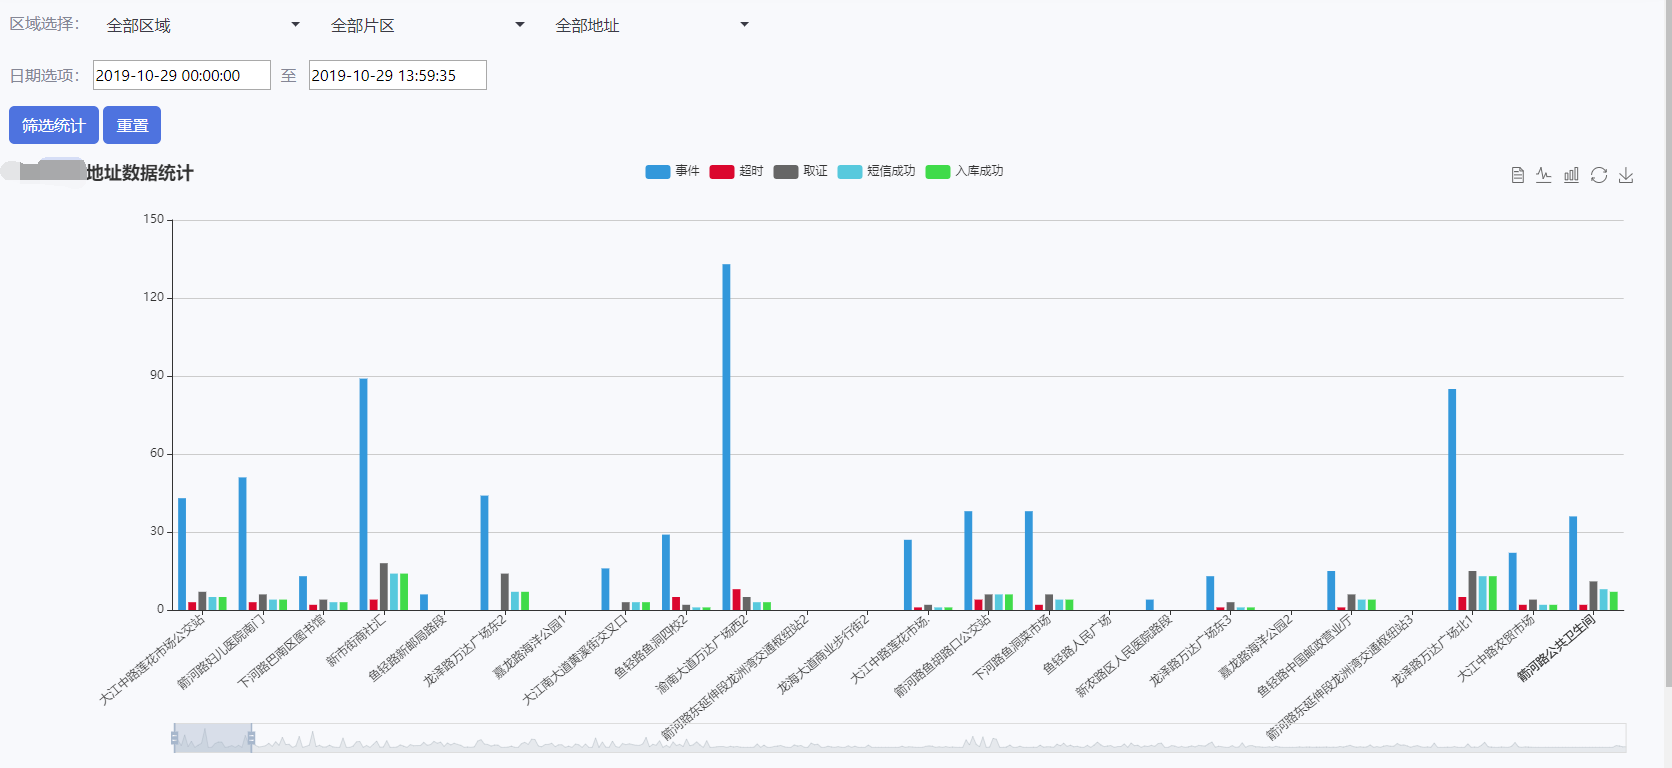 区域选择： 全部区域 全部片区 全部地址
日期选项： 2019-10-29 00:00:00 至 2019-10-29 13:59:35
筛选统计 重置
地址数据统计
事件 超时 取证 短信成功 入库成功
150
120
90
60
30
0
大江中路莲花市场公交站
箭河路妇儿医院南门
下河路巴南区图书馆
新市街商社汇
鱼轻路新邮局路段
龙泽路万达广场东2
嘉龙路海洋公园1
大江南大道黄溪街交叉口
鱼轻路鱼洞四校2
渝南大道万达广场西2
箭河路东延伸段龙洲湾交通枢纽站2
龙海大道商业步行街2
大江中路莲花市场.
箭河路鱼胡路口公交站
下河路鱼洞菜市场
鱼轻路人民广场
新农路区人民医院路段
龙泽路万达广场东3
嘉龙路海洋公园2
鱼轻路中国邮政营业厅
箭河路东延伸段龙洲湾交通枢纽站3
龙泽路万达广场北1
大江中路农贸市场
箭河路公共卫生间